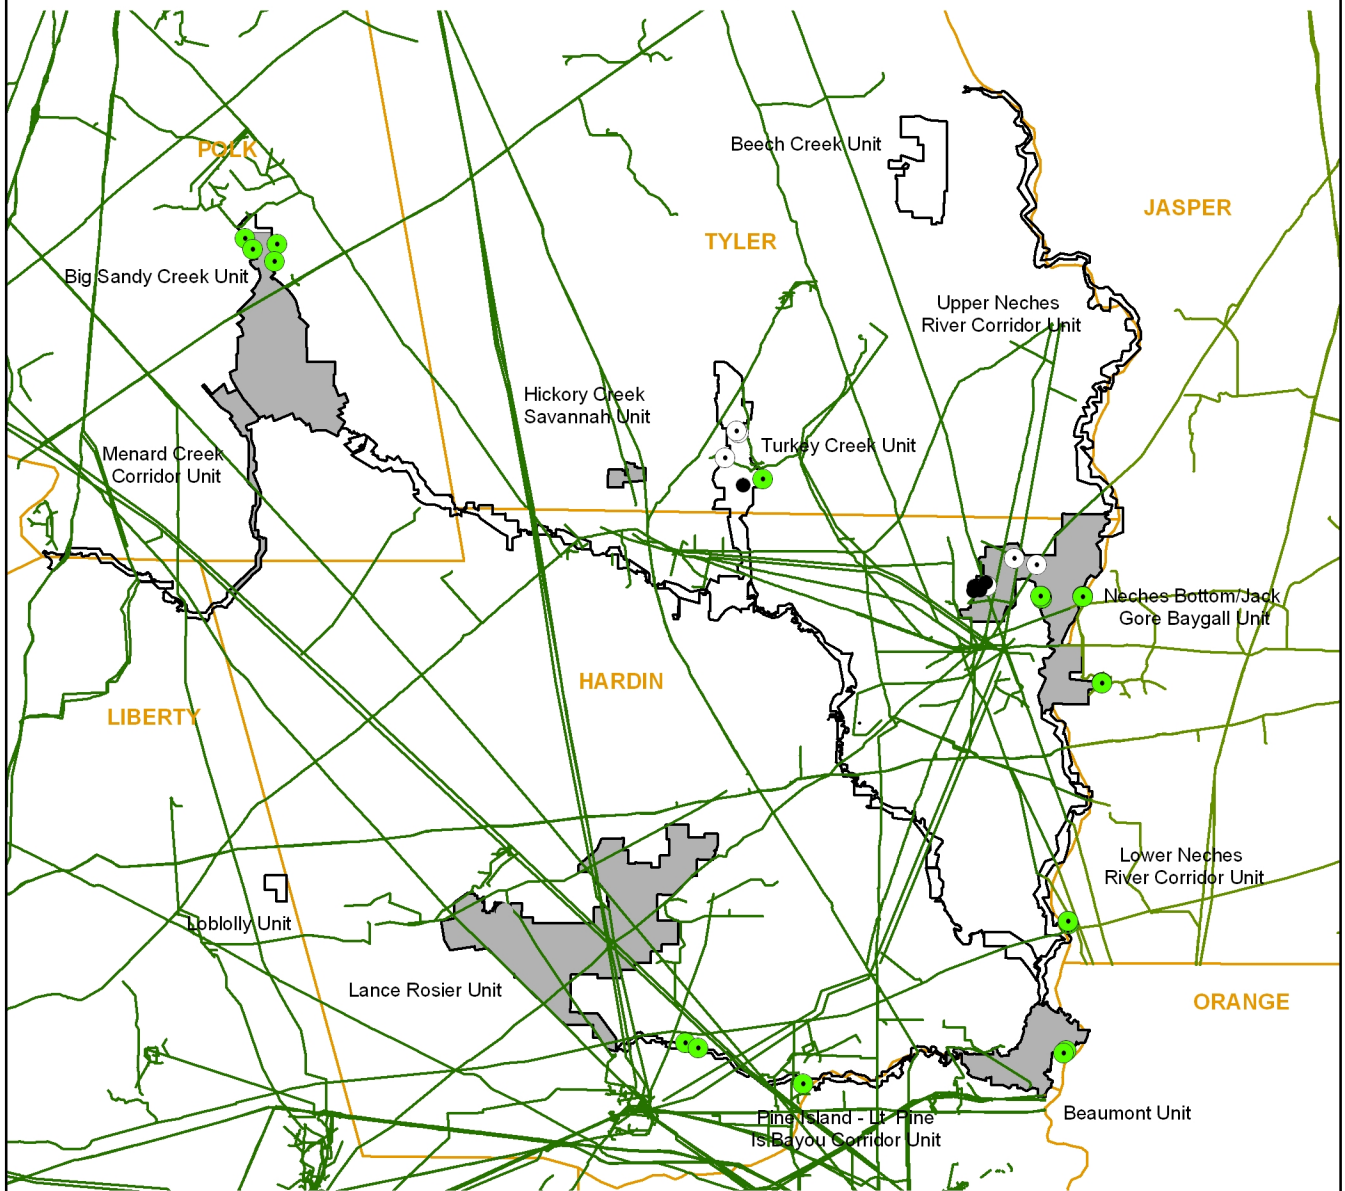 Beech Creek Unit
POLK
JASPER
TYLER
Big Sandy Creek Unit
Upper Neches
River Corridor Unit
Hickory Creek
Savannah Unit
Turkey Creek Unit
Menard Creek
Corridor Unit
Neches Bottom/Jack
Gore Baygall Unit
HARDIN
LIBERTY
Lower Neches
River Corridor Unit
Loblolly Unit
Lance Rosier Unit
ORANGE
Beaumont Unit
Pine Island - Lt. Pine
Is.Bayou Corridor Unit